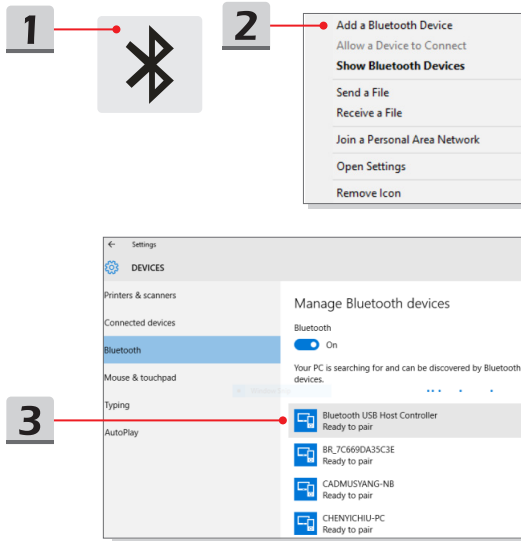 1
2
Add a Bluetooth Device
Allow a Device to Connect
Show Bluetooth Devices
Send a File
Receive a File
Join a Personal Area Network
Open Settings
Remove Icon
← Settings
DEVICES
Printers & scanners
Connected devices
Bluetooth
Mouse & touchpad
Typing
AutoPlay
Manage Bluetooth devices
Bluetooth
On
Your PC is searching for and can be discovered by Bluetooth
devices.
3
Bluetooth USB Host Controller
Ready to pair
BR_7C669DA35C3E
Ready to pair
CADMUSYANG-NB
Ready to pair
CHENYICHIU-PC
Ready to pair